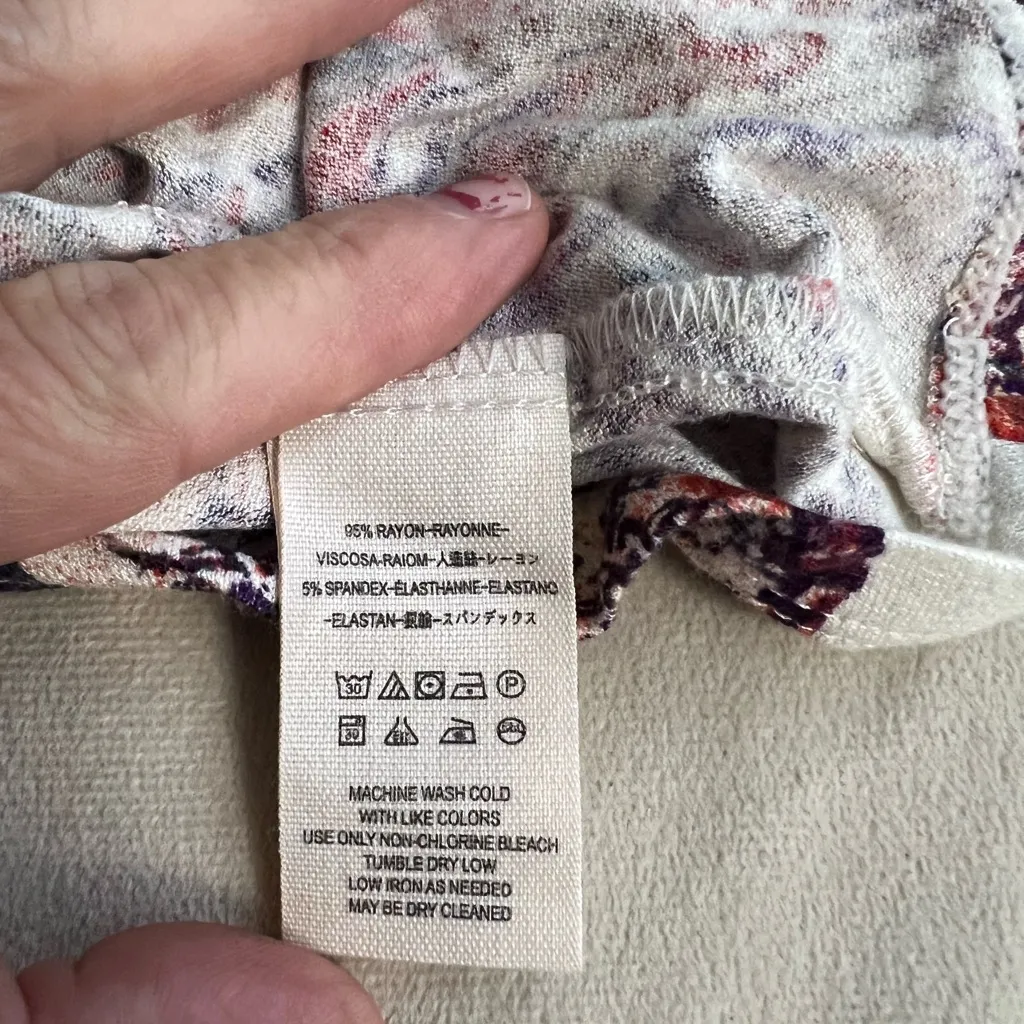 95% RAYON-RAYONNE-
VISCOSA-RAIOM-人造絲-レーヨン
5% SPANDEX-ÉLASTHANNE-ELASTANO
-ELASTAN-スパンデックス
30
P
30
MACHINE WASH COLD
WITH LIKE COLORS
USE ONLY NON-CHLORINE BLEACH
TUMBLE DRY LOW
LOW IRON AS NEEDED
MAY BE DRY CLEANED